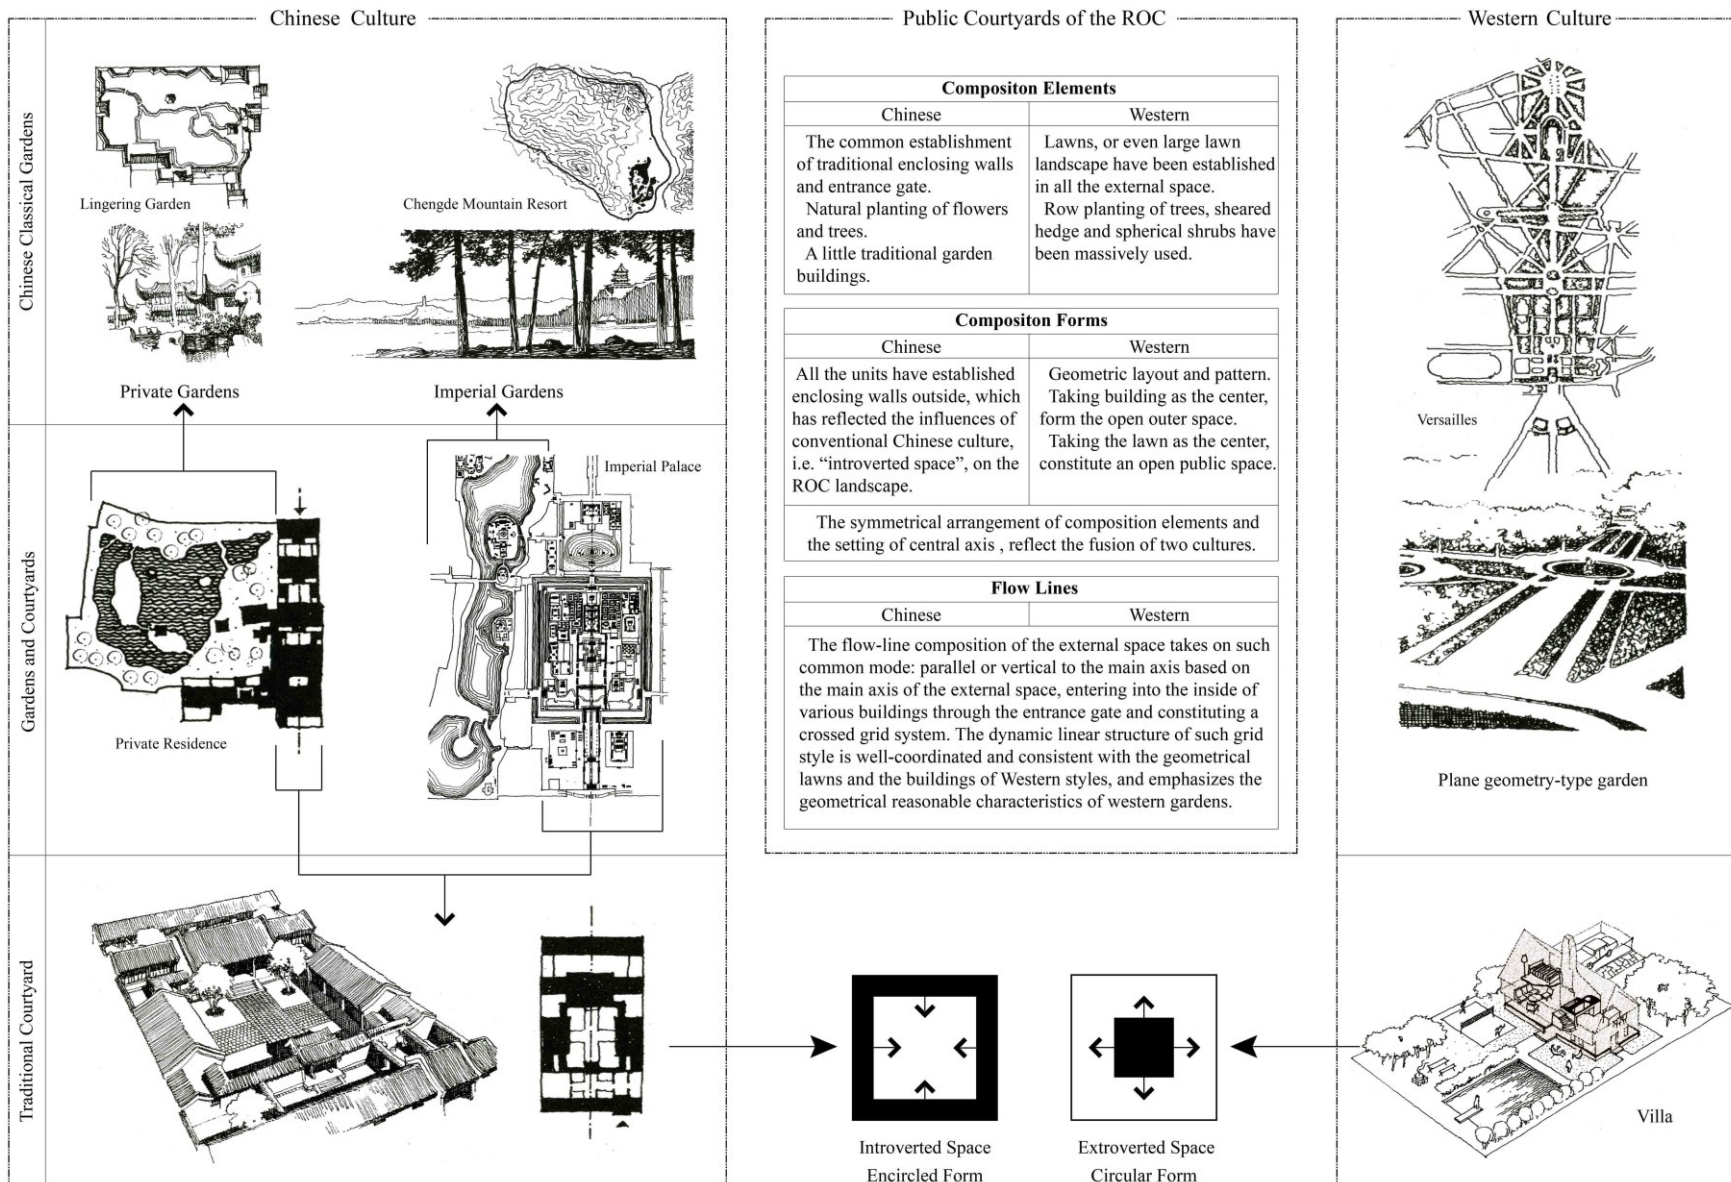 Chinese Culture
Chinese Classical Gardens
Lingering Garden
Chengde Mountain Resort
Private Gardens
Imperial Gardens
Gardens and Courtyards
Imperial Palace
Private Residence
Traditional Courtyard
Public Courtyards of the ROC
Compositon Elements
Chinese
The common establishment
of traditional enclosing walls
and entrance gate.
Natural planting of flowers
and trees.
A little traditional garden
buildings.
Western
Lawns, or even large lawn
landscape have been established
in all the external space.
Row planting of trees, sheared
hedge and spherical shrubs have
been massively used.
Compositon Forms
Chinese
All the units have established
enclosing walls outside, which
has reflected the influences of
conventional Chinese culture,
i.e. “introverted space”, on the
ROC landscape.
Western
Geometric layout and pattern.
Taking building as the center,
form the open outer space.
Taking the lawn as the center,
constitute an open public space.
The symmetrical arrangement of composition elements and
the setting of central axis , reflect the fusion of two cultures.
Flow Lines
Chinese
Western
The flow-line composition of the external space takes on such
common mode: parallel or vertical to the main axis based on
the main axis of the external space, entering into the inside of
various buildings through the entrance gate and constituting a
crossed grid system. The dynamic linear structure of such grid
style is well-coordinated and consistent with the geometrical
lawns and the buildings of Western styles, and emphasizes the
geometrical reasonable characteristics of western gardens.
Introverted Space
Encircled Form
Extroverted Space
Circular Form
Western Culture
Versailles
Plane geometry-type garden
Villa